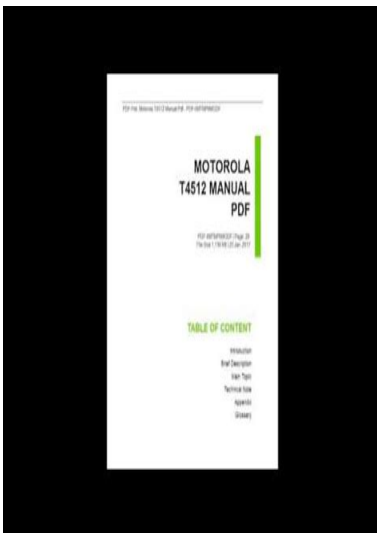 MOTOROLA
T4512 MANUAL
PDF
TABLE OF CONTENT
Introduction
Brief Description
Main Topic
Technical Note
Appendix
Glossary